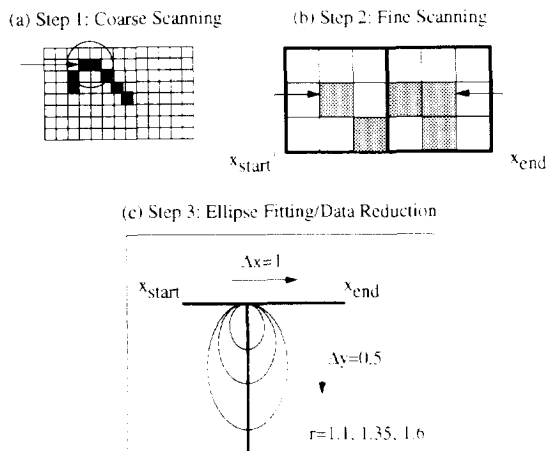 (a) Step 1: Coarse Scanning
(b) Step 2: Fine Scanning
xstart
xend
(c) Step 3: Ellipse Fitting/Data Reduction
Δx=1
xstart
xend
Δy=0.5
r=1.1, 1.35, 1.6